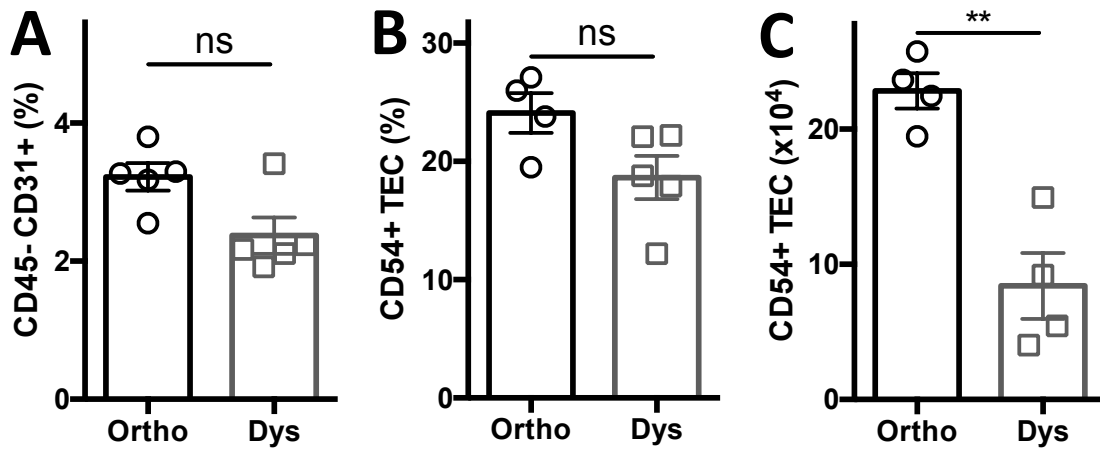 A
ns
CD45- CD31+ (%)
4
2
0
Ortho Dys
B
ns
CD54+ TEC (%)
30
20
10
0
Ortho Dys
C
**
CD54+ TEC (x10⁴)
20
10
0
Ortho Dys